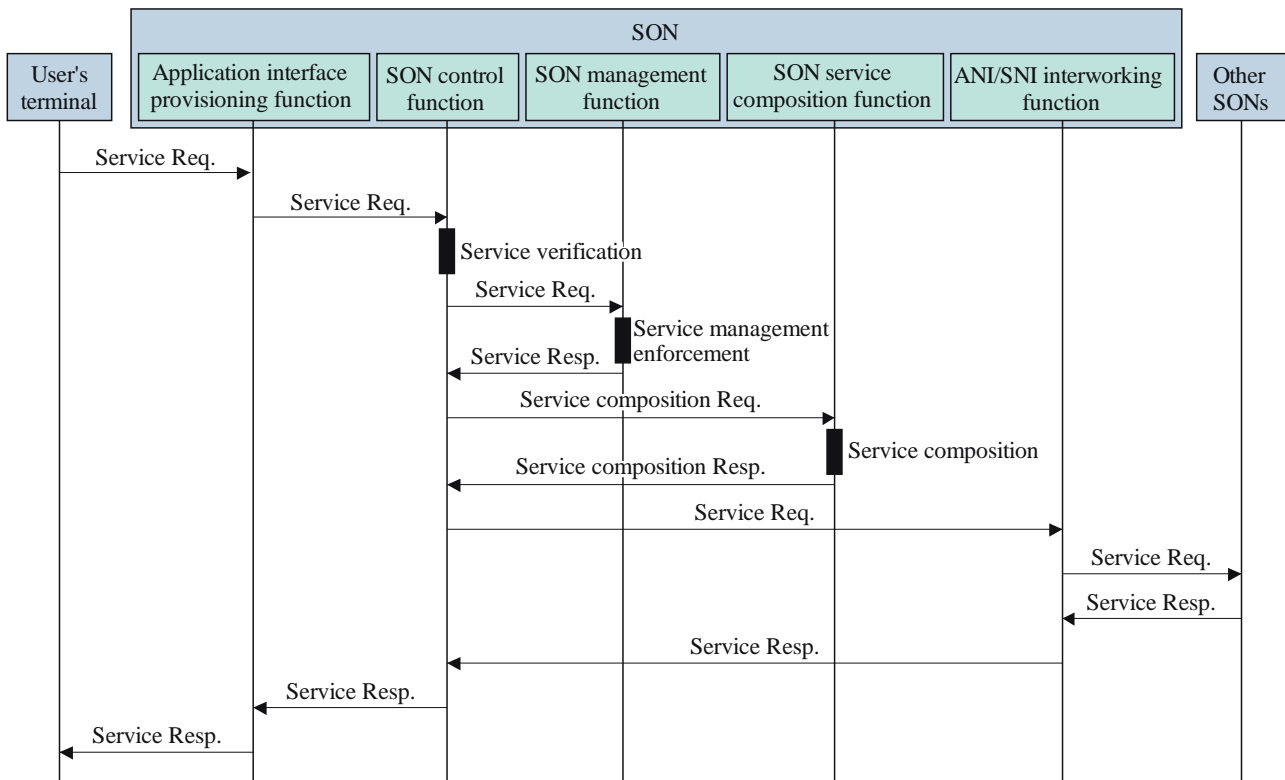 SON
User's
terminal
Application interface
provisioning function
SON control
function
SON management
function
SON service
composition function
ANI/SNI interworking
function
Other
SONs
Service Req.
Service Req.
Service verification
Service Req.
Service management
enforcement
Service Resp.
Service composition Req.
Service composition
Service composition Resp.
Service Req.
Service Req.
Service Resp.
Service Resp.
Service Resp.
Service Resp.